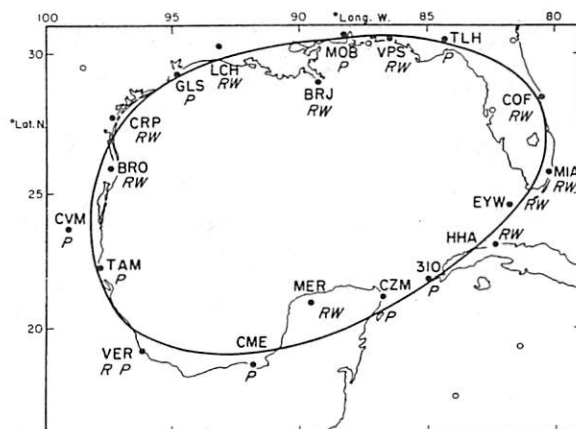 100 95 90 Long. W. 85 80
30
°Lat. N.
25
20
MOB
P
VPS
RW
TLH
P
LCH
RW
GLS
P
BRJ
RW
COF
RW
CRP
RW
BRO
RW
MIA
RW
EYW
RW
CVM
P
HHA
RW
TAM
P
310
P
MER
RW
CZM
P
VER
R P
CME
P